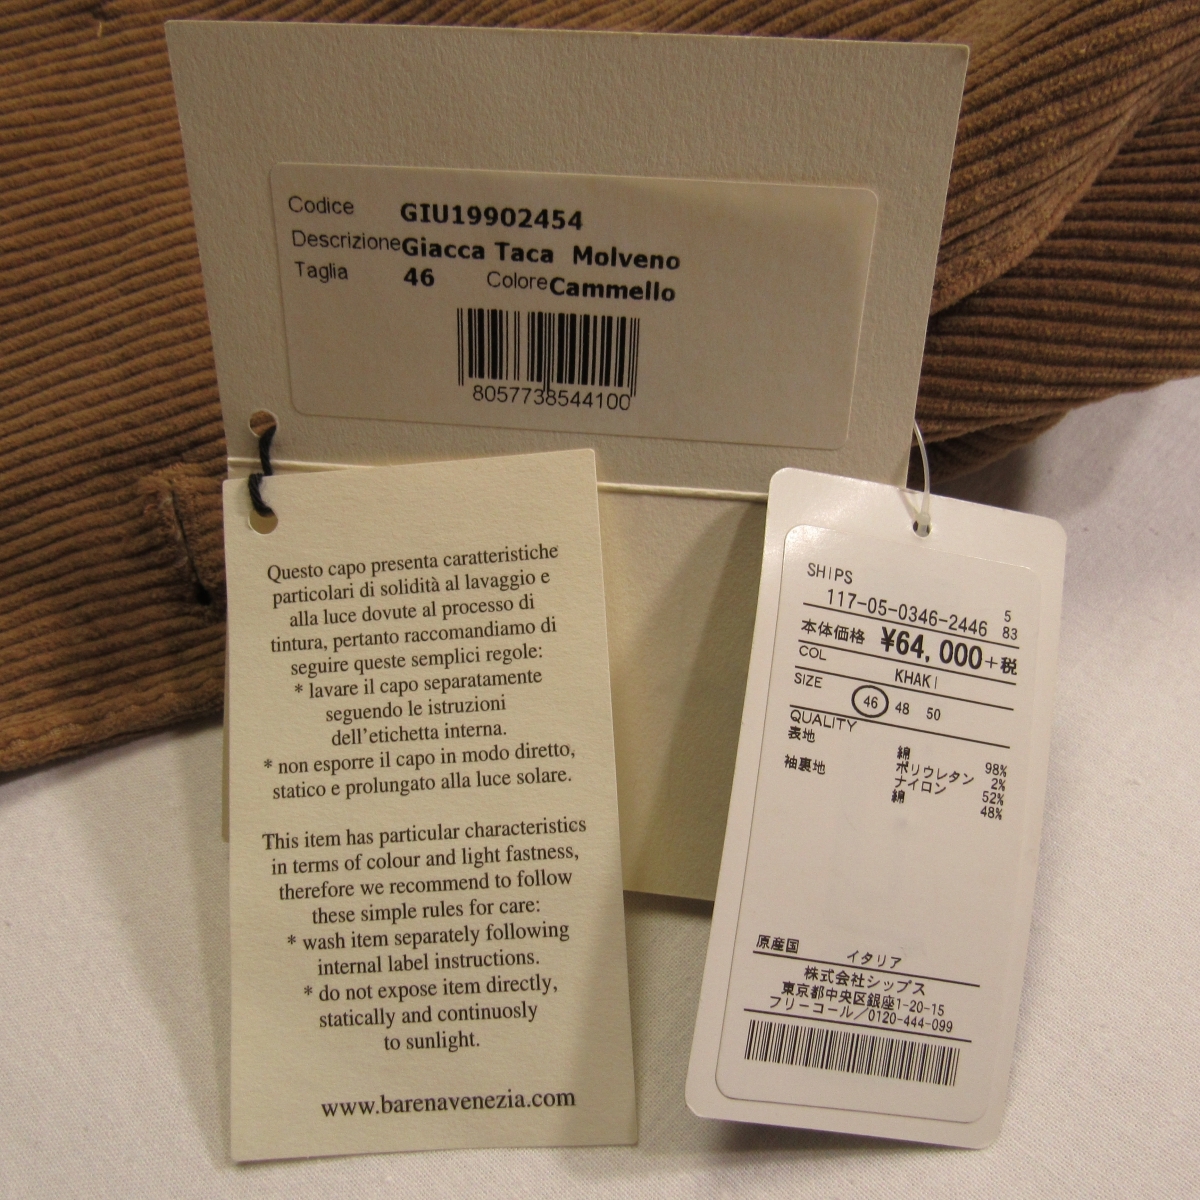 Codice GIU19902454
Descrizione Giacca Taca Molveno
Taglia 46 Colore Cammello
8057738544100
Questo capo presenta caratteristiche
particolari di solidità al lavaggio e
alla luce dovute al processo di
tintura, pertanto raccomandiamo di
seguire queste semplici regole:
* lavare il capo separatamente
seguendo le istruzioni
dell'etichetta interna.
* non esporre il capo in modo diretto,
statico e prolungato alla luce solare.
This item has particular characteristics
in terms of colour and light fastness,
therefore we recommend to follow
these simple rules for care:
* wash item separately following
internal label instructions.
* do not expose item directly,
statically and continuosly
to sunlight.
www.barenavenezia.com
SHIPS
117-05-0346-2446 5 83
本体価格 ¥64,000+税
COL KHAKI
SIZE 46 48 50
QUALITY
表地 綿 98%
ポリウレタン 2%
袖裏地 ナイロン 52%
綿 48%
原産国 イタリア
株式会社シップス
東京都中央区銀座1-20-15
フリーコール/0120-444-099